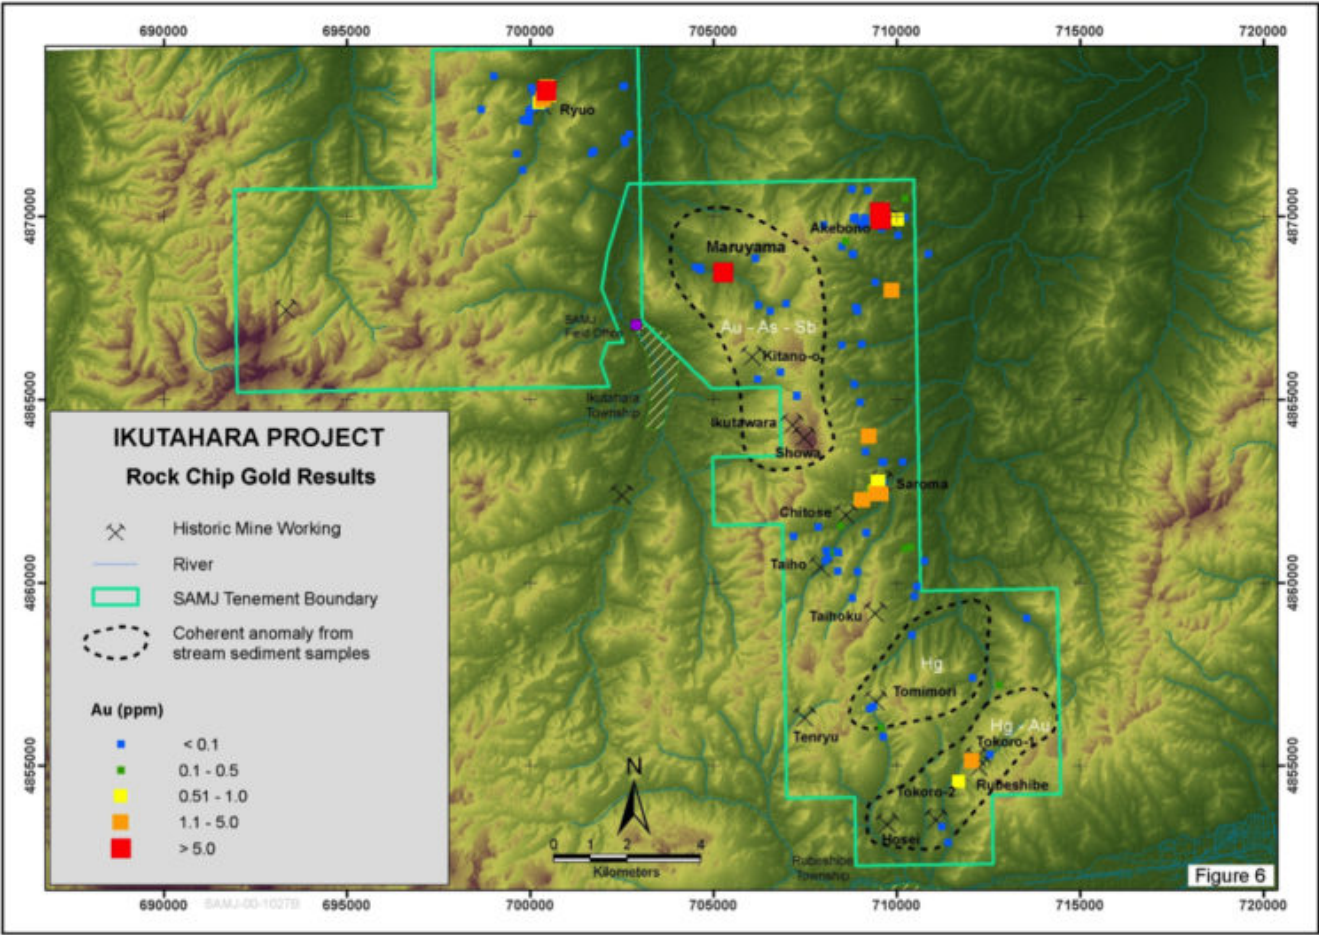 690000 695000 700000 705000 710000 715000 720000
4870000
4865000
4860000
4855000
4870000
4865000
4860000
4855000
Ryuo
Akebono
Maruyama
Au - As - Sb
SAMJ
Field Office
Kitano-o
Ikutahara
Township
Ikutawara
Showa
Saroma
Chitose
Taiho
Taihoku
Hg
Tomimori
Hg - Au
Tenryu
Tokoro-1
Rubeshibe
Tokoro-2
Hosei
Rubeshibe
Township
IKUTAHARA PROJECT
Rock Chip Gold Results
Historic Mine Working
River
SAMJ Tenement Boundary
Coherent anomaly from
stream sediment samples
Au (ppm)
< 0.1
0.1 - 0.5
0.51 - 1.0
1.1 - 5.0
> 5.0
N
0 1 2 4
Kilometers
Figure 6
690000 695000 700000 705000 710000 715000 720000
SAMJ-00-1027B